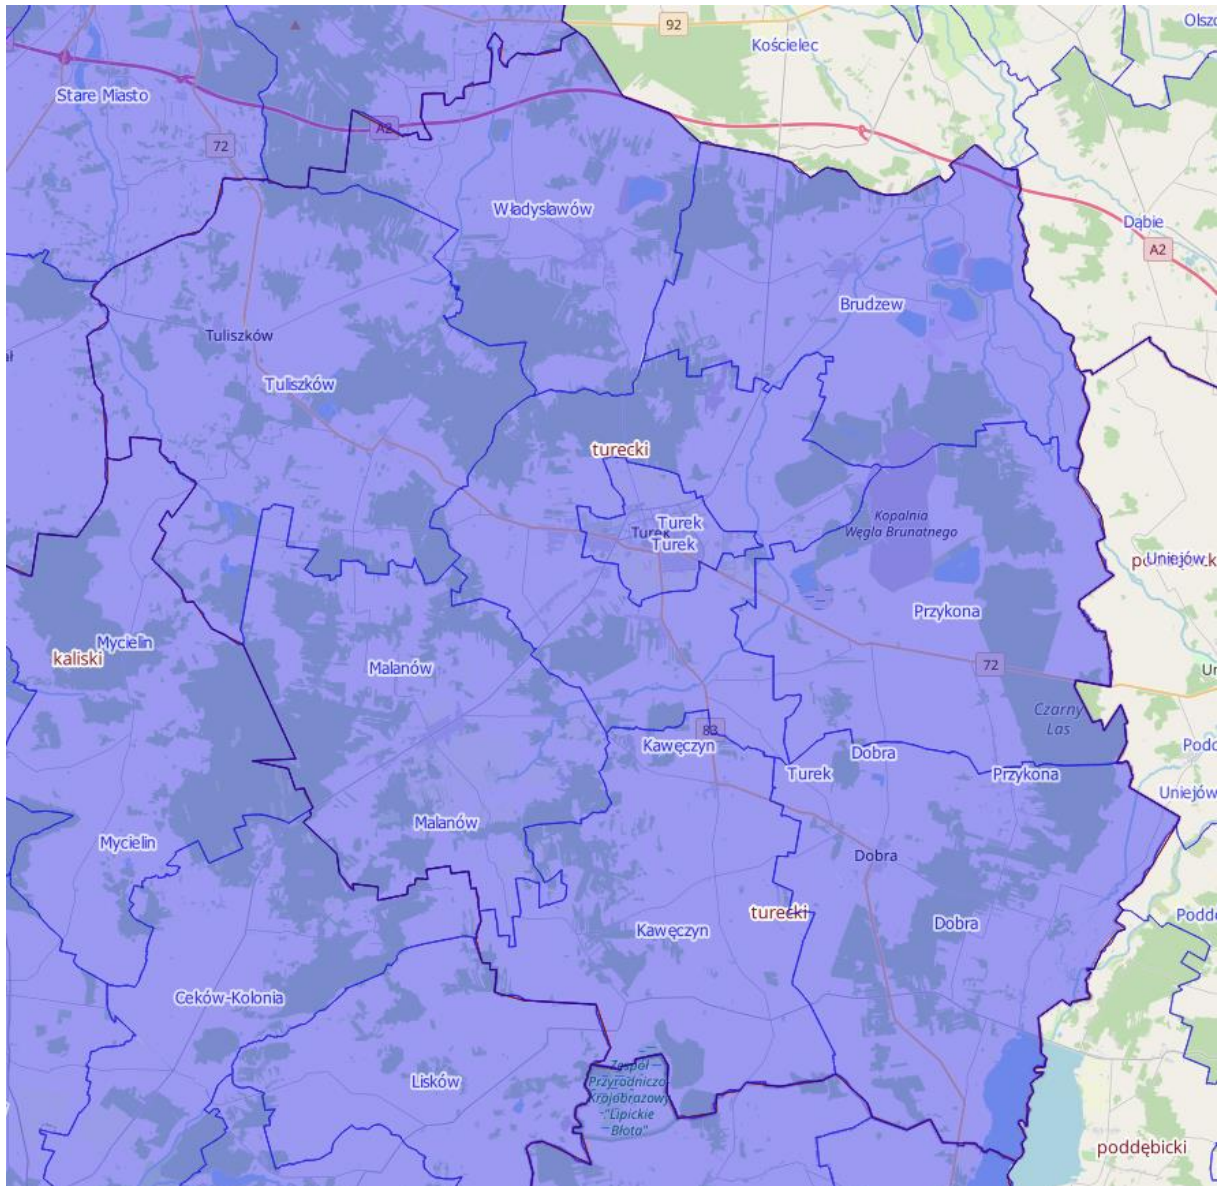 92
Kościelec
Stare Miasto
A2
72
Władysławów
Dąbie
A2
Brudzew
Tuliszków
Tuliszków
turecki
Turek
Turek
Turek
Kopalnia
Węgla Brunatnego
Uniejów
Przykona
Mycielin
kaliski
Malanów
72
Czarny
Las
83
Kawęczyn
Dobra
Turek
Przykona
Uniejów
Malanów
Mycielin
Dobra
turecki
Kawęczyn
Dobra
Ceków-Kolonia
Lisków
Zespół
Przyrodniczo
Krajobrazowy
"Lipickie
Błota"
poddębicki